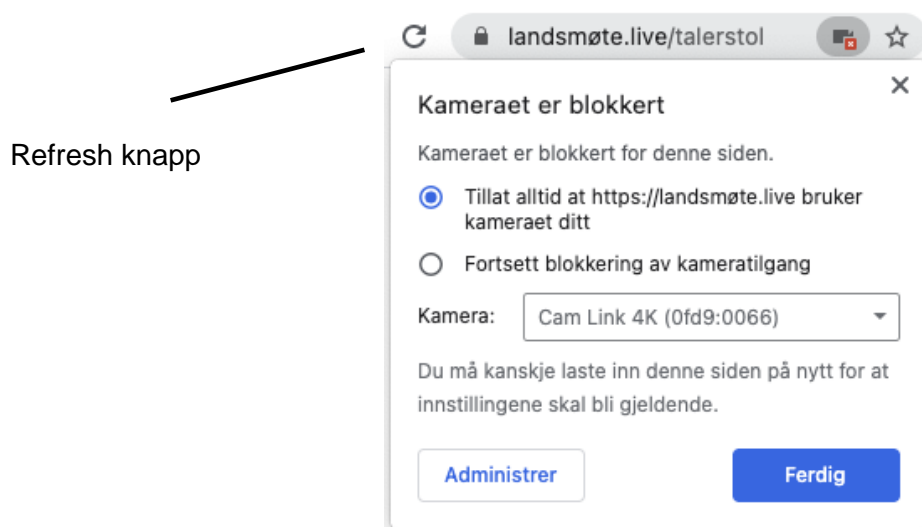 landsmøte.live/talerstol
Kameraet er blokkert
Refresh knapp
Kameraet er blokkert for denne siden.
Tillat alltid at https://landsmøte.live bruker
kameraet ditt
Fortsett blokkering av kameratilgang
Kamera: Cam Link 4K (0fd9:0066)
Du må kanskje laste inn denne siden på nytt for at
innstillingene skal bli gjeldende.
Administrer Ferdig